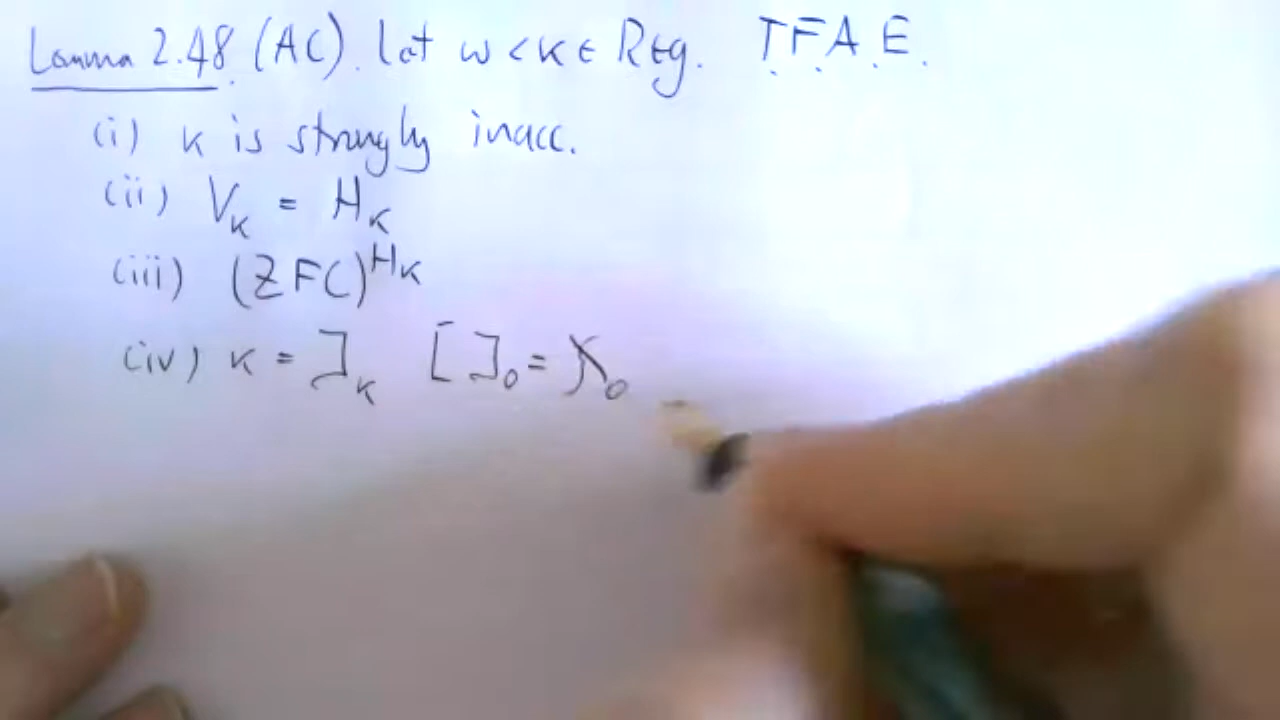 Lemma 2.48 (AC). Let ω < κ ∈ Reg. T.F.A.E.
(i) κ is strongly inacc.
(ii) V_κ = H_κ
(iii) (ZFC)^{H_κ}
(iv) κ = ℶ_κ [ℶ_0 = ℵ_0